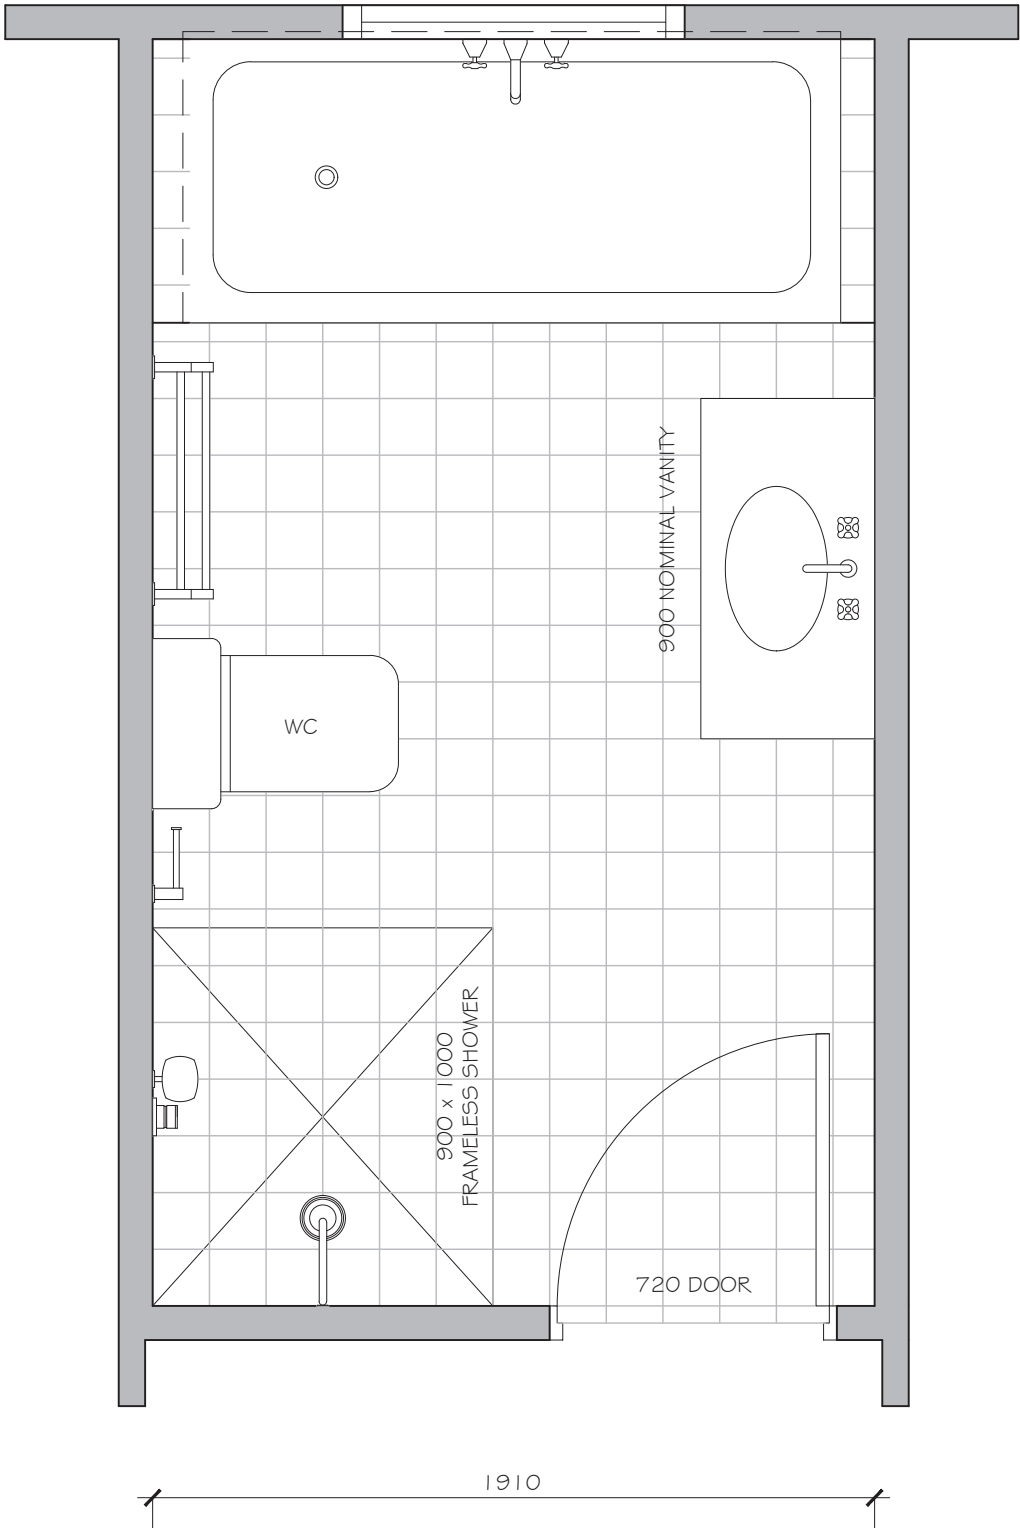 900 NOMINAL VANITY
WC
900 x 1000
FRAMELESS SHOWER
720 DOOR
1910